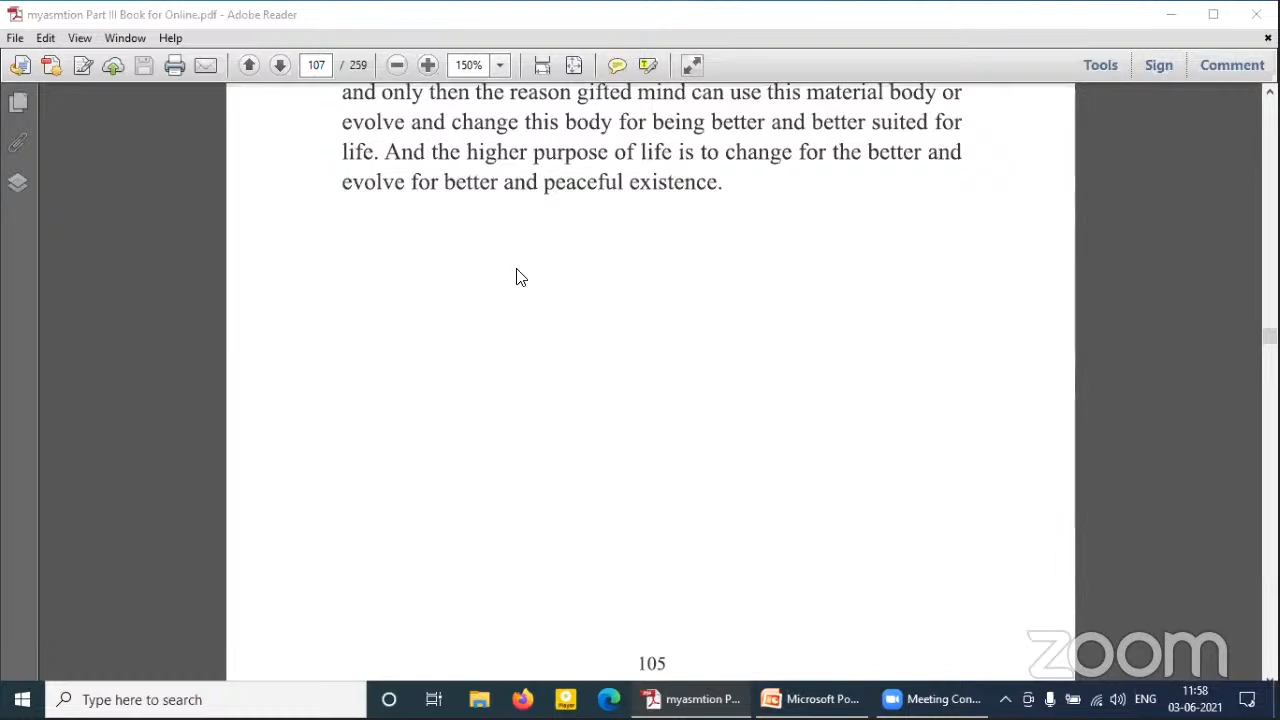 myasmtion Part III Book for Online.pdf - Adobe Reader
File Edit View Window Help
107 / 259 150% Tools Sign Comment
and only then the reason gifted mind can use this material body or
evolve and change this body for being better and better suited for
life. And the higher purpose of life is to change for the better and
evolve for better and peaceful existence.
105
zoom
Type here to search Player myasmtion P... Microsoft Po... Meeting Con... ENG 11:58
03-06-2021